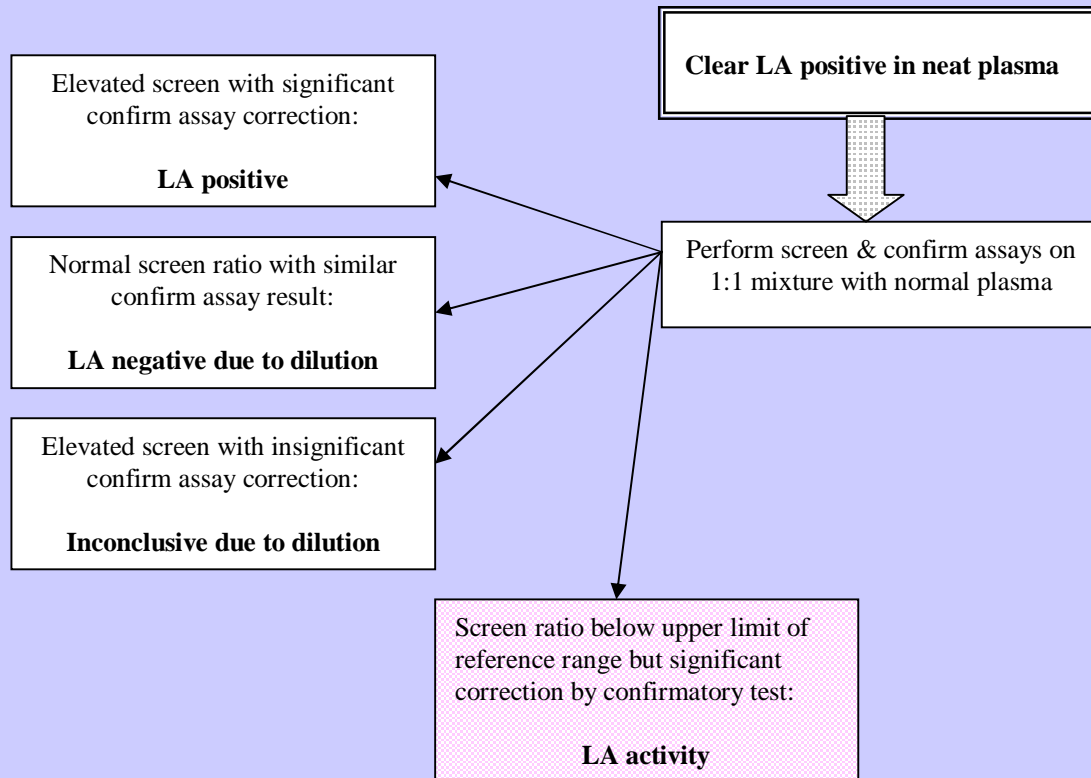 Clear LA positive in neat plasma
Perform screen & confirm assays on
1:1 mixture with normal plasma
Elevated screen with significant
confirm assay correction:
LA positive
Normal screen ratio with similar
confirm assay result:
LA negative due to dilution
Elevated screen with insignificant
confirm assay correction:
Inconclusive due to dilution
Screen ratio below upper limit of
reference range but significant
correction by confirmatory test:
LA activity